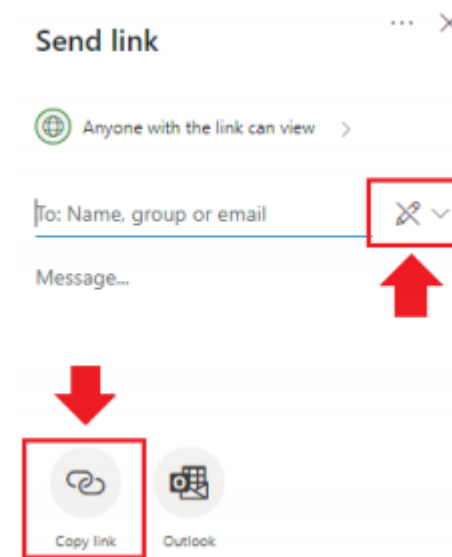 Send link
Anyone with the link can view
To: Name, group or email
Message...
Copy link
Outlook